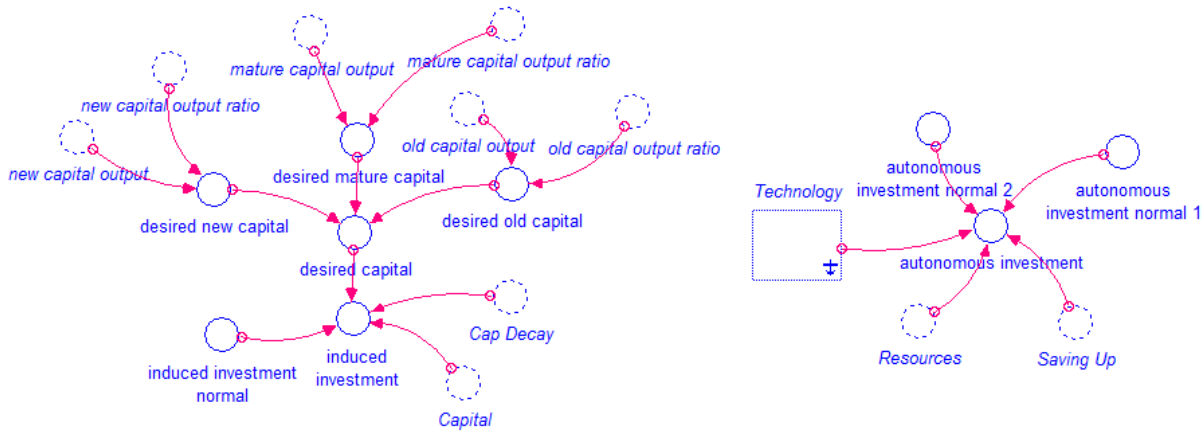 mature capital output
mature capital output ratio
new capital output ratio
old capital output
old capital output ratio
new capital output
desired mature capital
desired new capital
desired old capital
desired capital
Cap Decay
induced investment
normal
induced
investment
Capital
Technology
autonomous
investment normal 2
autonomous
investment normal 1
autonomous investment
Resources
Saving Up